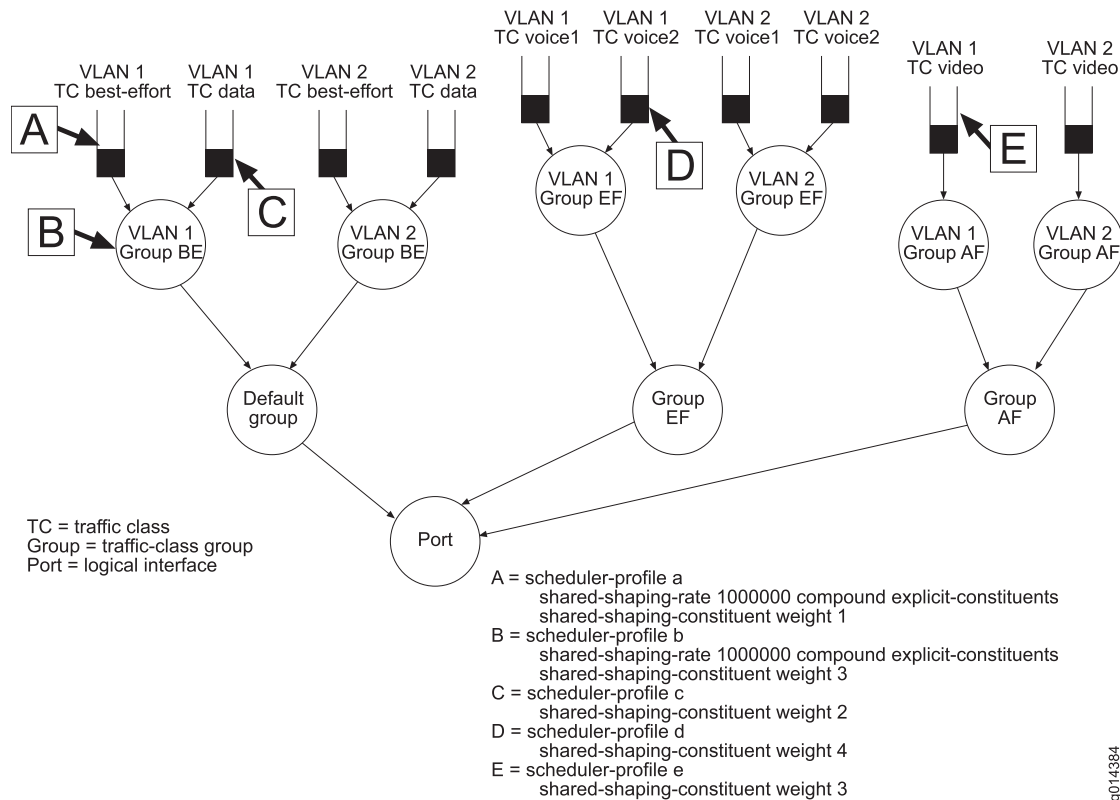 VLAN 1
TC best-effort
VLAN 1
TC data
VLAN 2
TC best-effort
VLAN 2
TC data
VLAN 1
TC voice1
VLAN 1
TC voice2
VLAN 2
TC voice1
VLAN 2
TC voice2
VLAN 1
TC video
VLAN 2
TC video
A
B
C
D
E
VLAN 1
Group BE
VLAN 2
Group BE
VLAN 1
Group EF
VLAN 2
Group EF
VLAN 1
Group AF
VLAN 2
Group AF
Default
group
Group
EF
Group
AF
Port
TC = traffic class
Group = traffic-class group
Port = logical interface
A = scheduler-profile a
shared-shaping-rate 1000000 compound explicit-constituents
shared-shaping-constituent weight 1
B = scheduler-profile b
shared-shaping-rate 1000000 compound explicit-constituents
shared-shaping-constituent weight 3
C = scheduler-profile c
shared-shaping-constituent weight 2
D = scheduler-profile d
shared-shaping-constituent weight 4
E = scheduler-profile e
shared-shaping-constituent weight 3
g014384